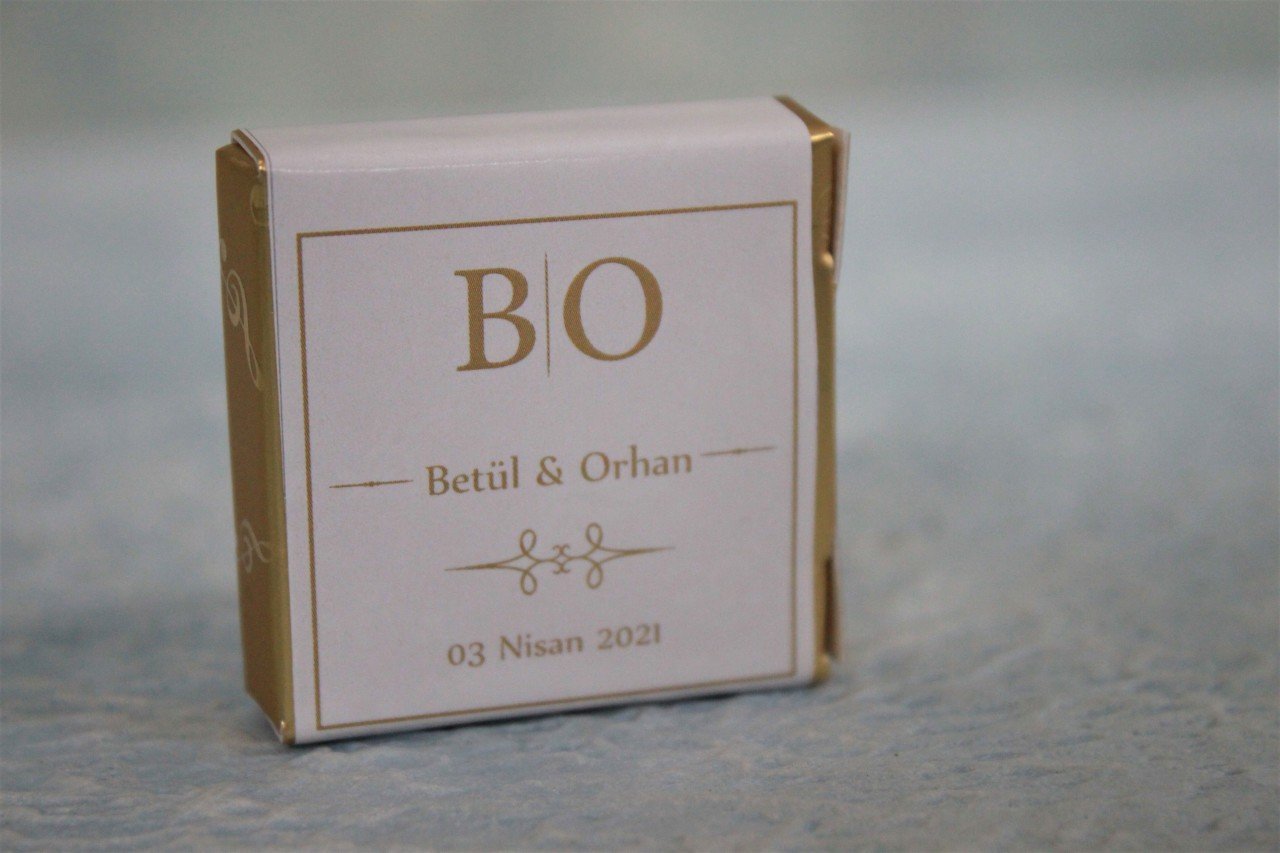 B|O
Betül & Orhan
03 Nisan 2021